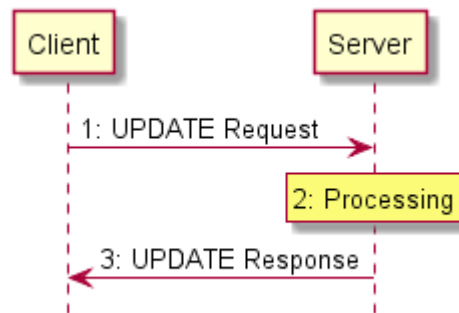 Client
Server
1: UPDATE Request
2: Processing
3: UPDATE Response